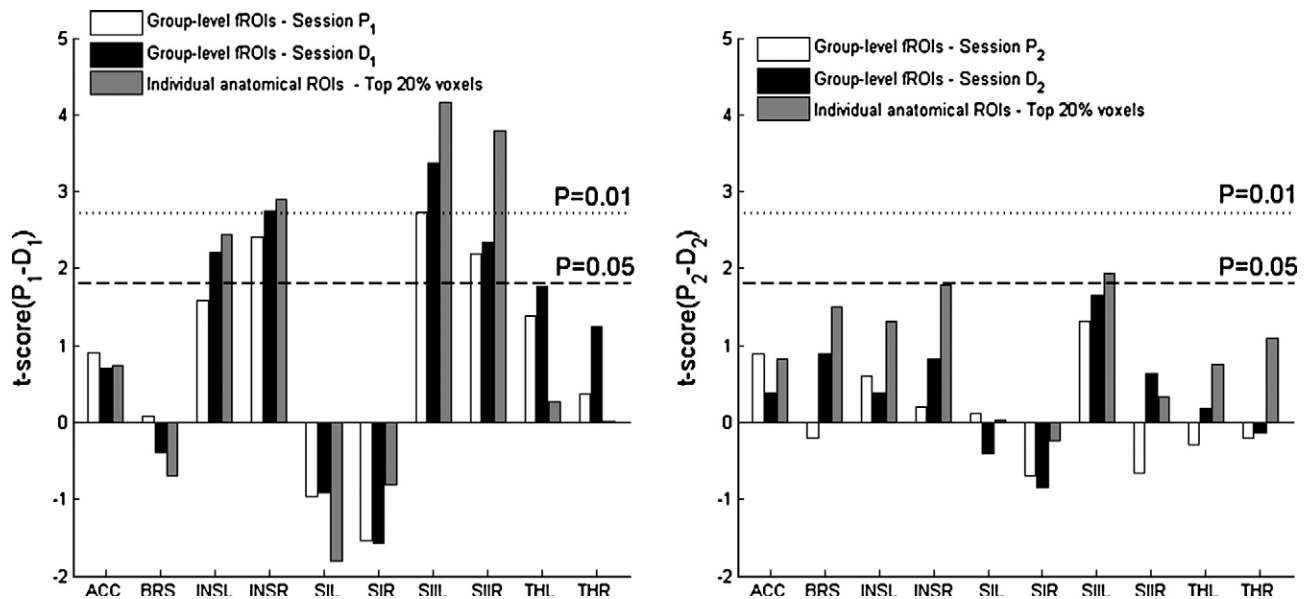 Group-level fROIs - Session P1
Group-level fROIs - Session D1
Individual anatomical ROIs - Top 20% voxels
5
4
3
2
1
0
-1
-2
t-score(P1-D1)
P=0.01
P=0.05
ACC BRS INSL INSR SIL SIR SIIL SIIR THL THR
Group-level fROIs - Session P2
Group-level fROIs - Session D2
Individual anatomical ROIs - Top 20% voxels
5
4
3
2
1
0
-1
-2
t-score(P2-D2)
P=0.01
P=0.05
ACC BRS INSL INSR SIL SIR SIIL SIIR THL THR